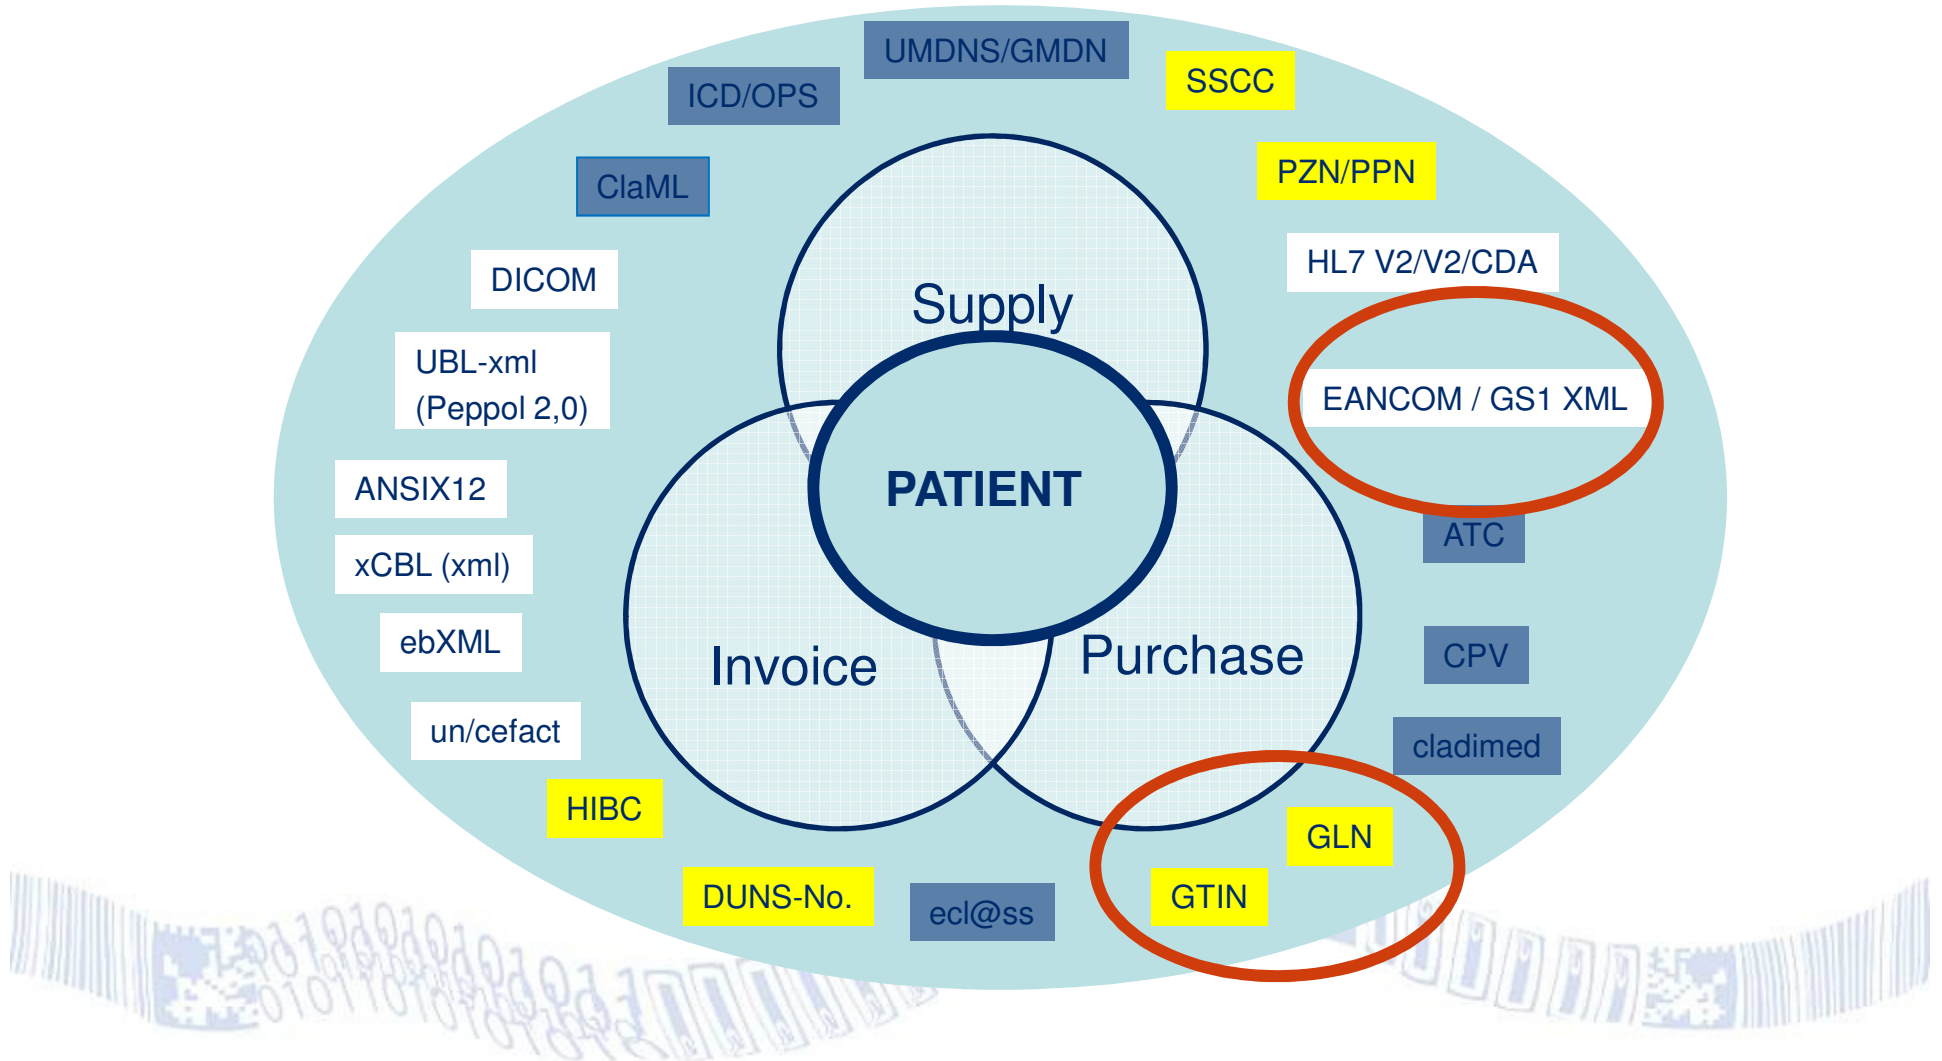 UMDNS/GMDN
SSCC
ICD/OPS
PZN/PPN
ClaML
HL7 V2/V2/CDA
DICOM
Supply
UBL-xml
(Peppol 2,0)
EANCOM / GS1 XML
PATIENT
ANSIX12
ATC
xCBL (xml)
ebXML
CPV
Invoice
Purchase
un/cefact
cladimed
HIBC
GLN
DUNS-No.
ecl@ss
GTIN